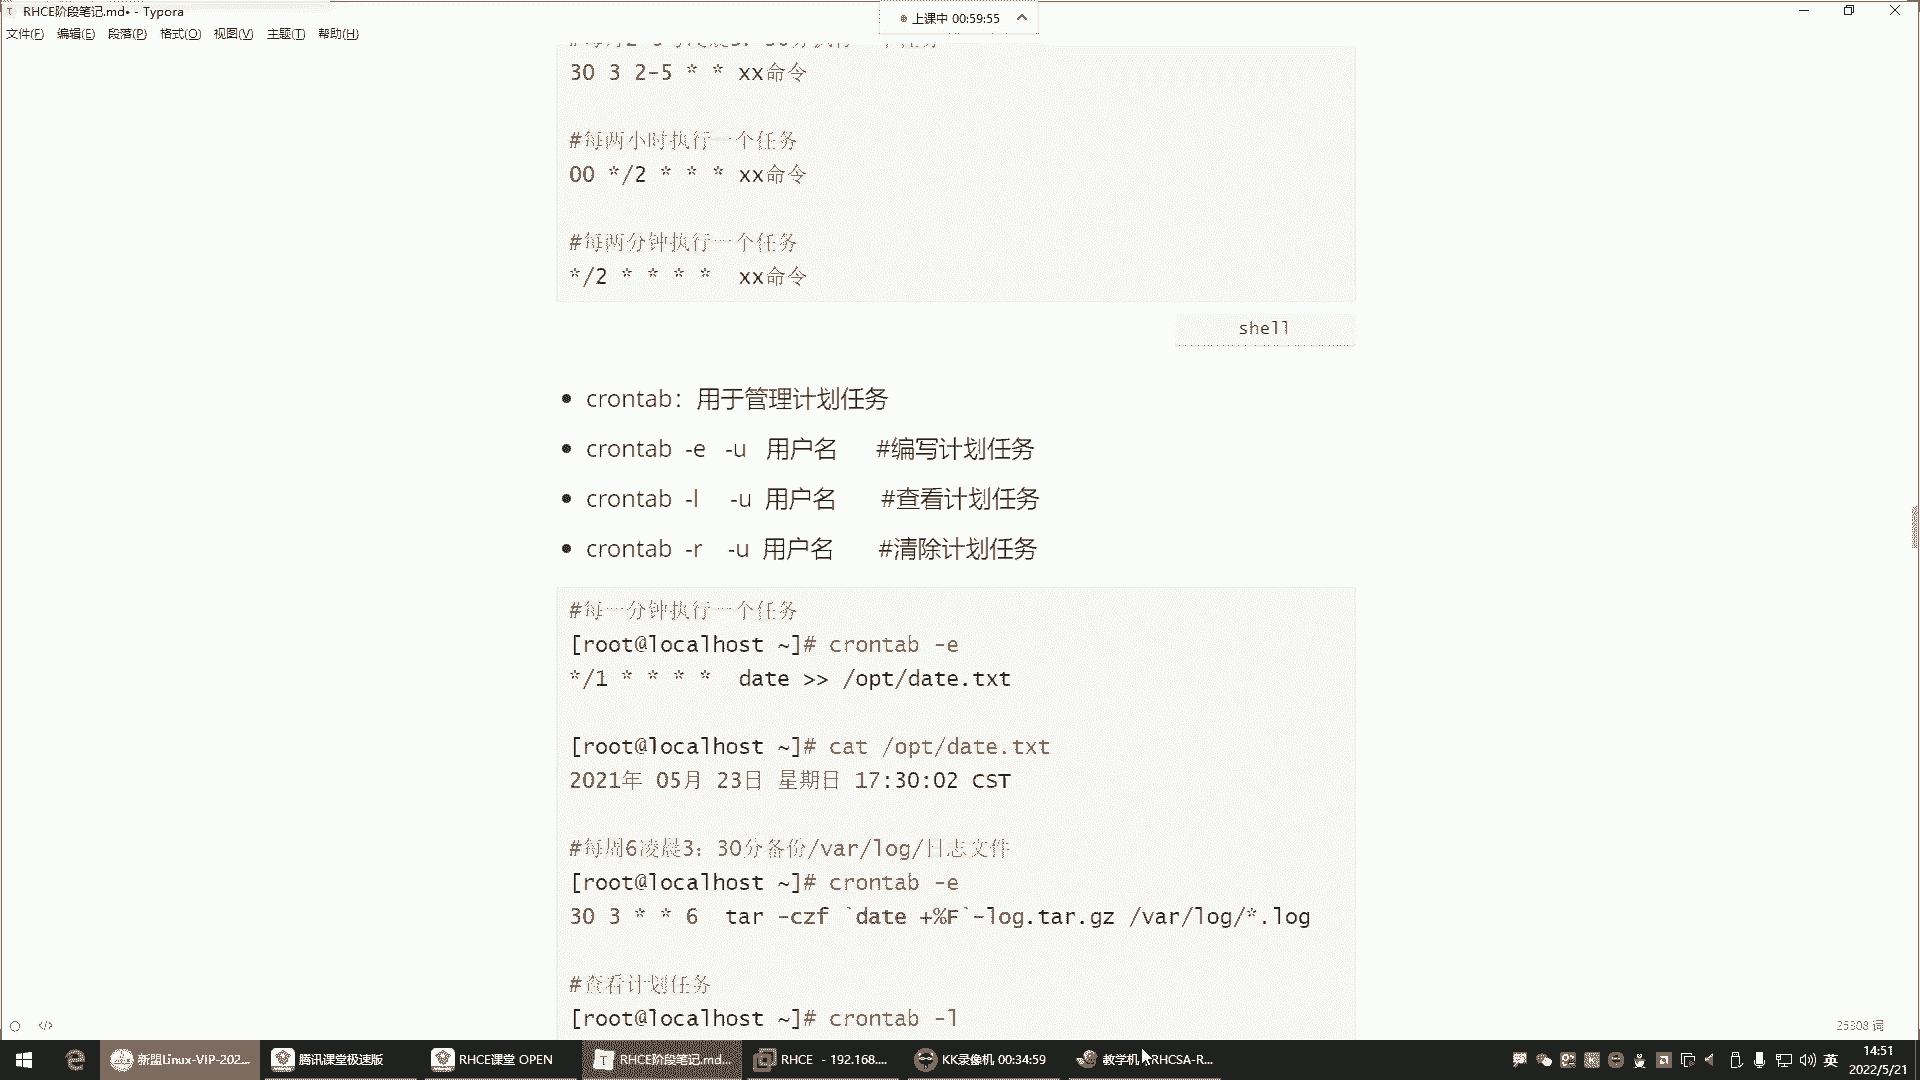 RHCE阶段笔记.md• - Typora
上课中 00:59:55
文件(F) 编辑(E) 段落(P) 格式(O) 视图(V) 主题(T) 帮助(H)
30 3 2-5 * * xx命令
#每两小时执行一个任务
00 */2 * * * xx命令
#每两分钟执行一个任务
*/2 * * * *  xx命令
shell
• crontab：用于管理计划任务
• crontab -e -u 用户名 #编写计划任务
• crontab -l -u 用户名 #查看计划任务
• crontab -r -u 用户名 #清除计划任务
#每一分钟执行一个任务
[root@localhost ~]# crontab -e
*/1 * * * *  date >> /opt/date.txt
[root@localhost ~]# cat /opt/date.txt
2021年 05月 23日 星期日 17:30:02 CST
#每周6凌晨3：30分备份/var/log/日志文件
[root@localhost ~]# crontab -e
30 3 * * 6  tar -czf `date +%F`-log.tar.gz /var/log/*.log
#查看计划任务
[root@localhost ~]# crontab -l
25308 词
新盟Linux-VIP-202... 腾讯课堂极速版 RHCE课堂 OPEN RHCE阶段笔记.md... RHCE - 192.168.... KK录像机 00:34:59 教学机-RHCSA-R... 英 14:51
2022/5/21